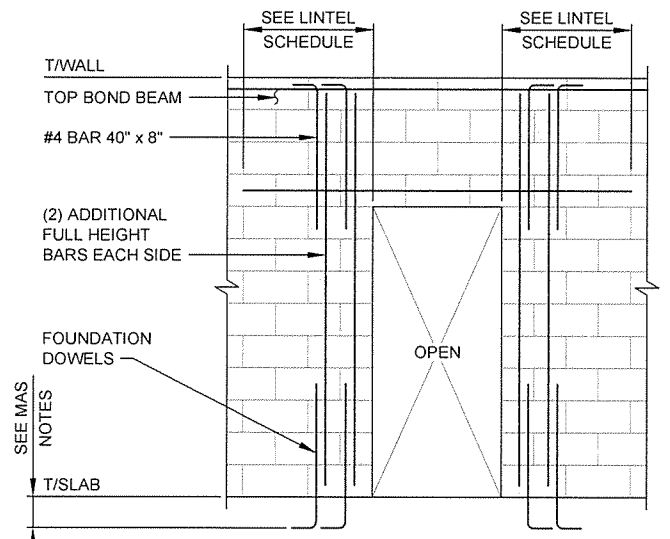 SEE LINTEL
SCHEDULE
SEE LINTEL
SCHEDULE
T/WALL
TOP BOND BEAM
#4 BAR 40" x 8"
(2) ADDITIONAL
FULL HEIGHT
BARS EACH SIDE
OPEN
FOUNDATION
DOWELS
SEE MAS
NOTES
T/SLAB